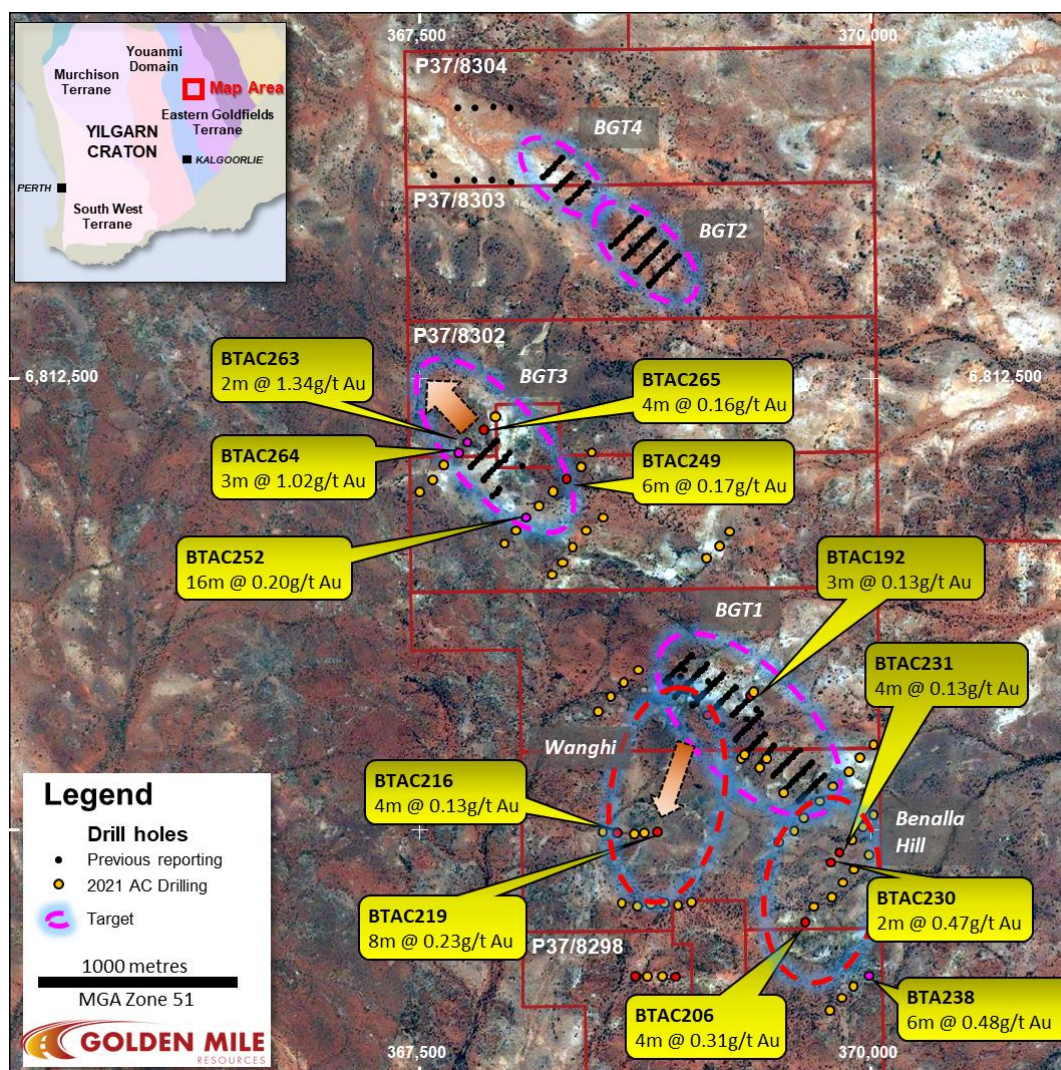 367,500
370,000
Youanmi
Domain
Murchison
Terrane
Map Area
Eastern Goldfields
Terrane
YILGARN
CRATON
KALGOORLIE
PERTH
South West
Terrane
P37/8304
BGT4
P37/8303
BGT2
P37/8302
BGT3
6,812,500
6,812,500
BTAC263
2m @ 1.34g/t Au
BTAC265
4m @ 0.16g/t Au
BTAC264
3m @ 1.02g/t Au
BTAC249
6m @ 0.17g/t Au
BTAC252
16m @ 0.20g/t Au
BTAC192
3m @ 0.13g/t Au
BGT1
BTAC231
4m @ 0.13g/t Au
Wanghi
BTAC216
4m @ 0.13g/t Au
Benalla
Hill
BTAC219
8m @ 0.23g/t Au
BTAC230
2m @ 0.47g/t Au
P37/8298
BTAC206
4m @ 0.31g/t Au
BTA238
6m @ 0.48g/t Au
Legend
Drill holes
Previous reporting
2021 AC Drilling
Target
1000 metres
MGA Zone 51
GOLDEN MILE
RESOURCES
367,500
370,000